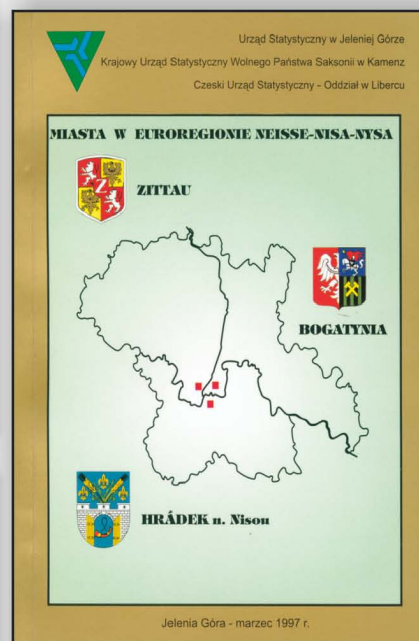 Urząd Statystyczny w Jeleniej Górze
Krajowy Urząd Statystyczny Wolnego Państwa Saksonii w Kamenz
Czeski Urząd Statystyczny - Oddział w Libercu
MIASTA W EUROREGIONIE NEISSE-NISA-NYSA
Z
ZITTAU
BOGATYNIA
HRÁDEK n. Nisou
Jelenia Góra - marzec 1997 r.